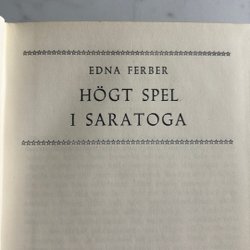 EDNA FERBER
HÖGT SPEL
I SARATOGA